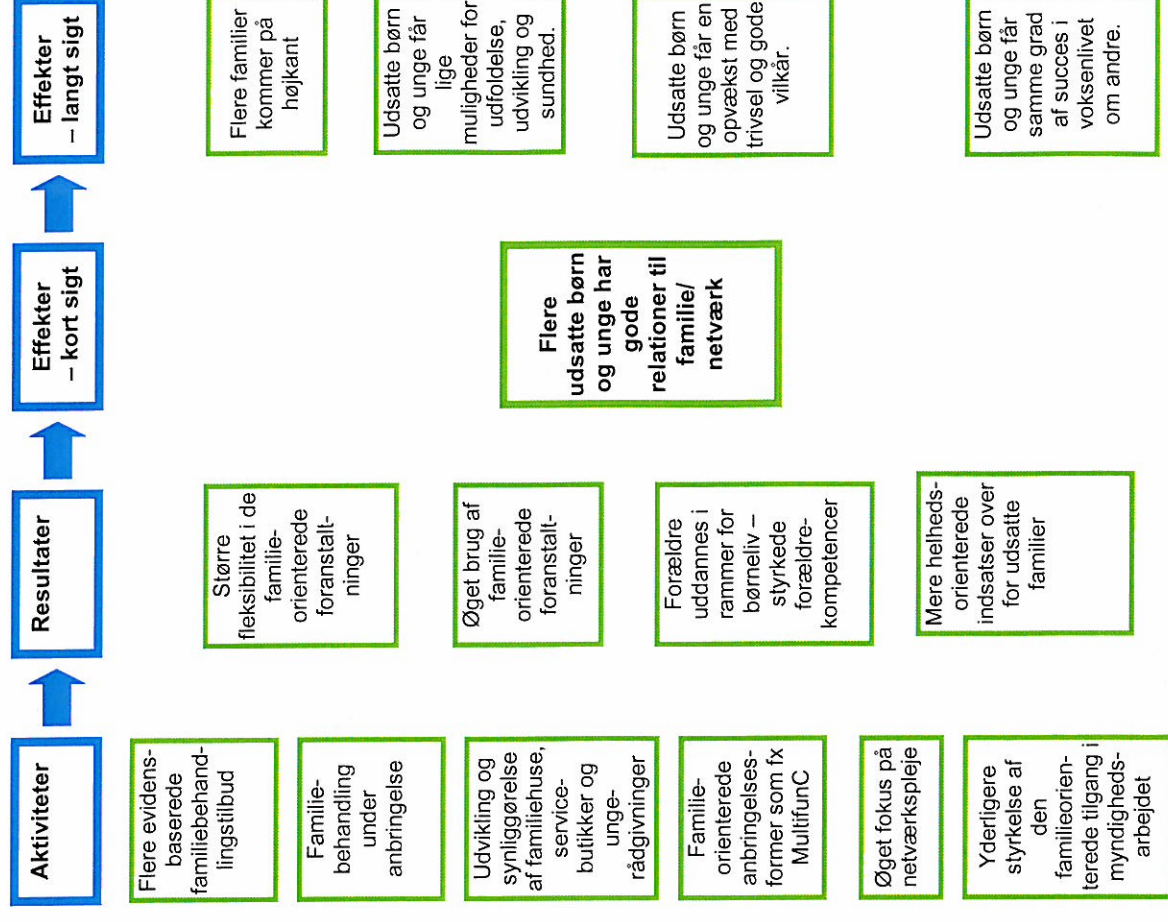 Aktiviteter
Resultater
Effekter
– kort sigt
Effekter
– langt sigt
Flere evidens-
baserede
familiebehand-
lingstilbud
Familie-
behandling
under
anbringelse
Udvikling og
synliggørelse
af familiehuse,
service-
butikker og
unge-
rådgivninger
Familie-
orienterede
anbringelses-
former som fx
MultifunC
Øget fokus på
netværkspleje
Yderligere
styrkelse af
den
familieorien-
terede tilgang i
myndigheds-
arbejdet
Større
fleksibilitet i de
familie-
orienterede
foranstalt-
ninger
Øget brug af
familie-
orienterede
foranstalt-
ninger
Forældre
uddannes i
rammer for
børneliv –
styrkede
forældre-
kompetencer
Mere helheds-
orienterede
indsatser over
for udsatte
familier
Flere
udsatte børn
og unge har
gode
relationer til
familie/
netværk
Flere familier
kommer på
højkant
Udsatte børn
og unge får
lige
muligheder for
udfoldelse,
udvikling og
sundhed.
Udsatte børn
og unge får en
opvækst med
trivsel og gode
vilkår.
Udsatte børn
og unge får
samme grad
af succes i
voksenlivet
om andre.